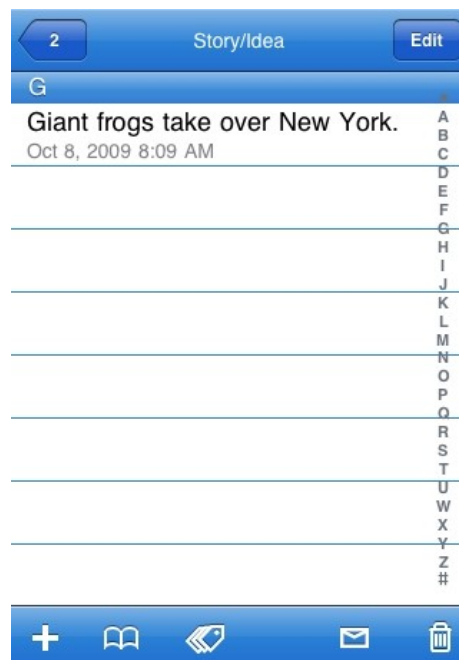 2
Story/Idea
Edit
G
Giant frogs take over New York.
Oct 8, 2009 8:09 AM
A
B
C
D
E
F
G
H
I
J
K
L
M
N
O
P
Q
R
S
T
U
W
X
Y
Z
#